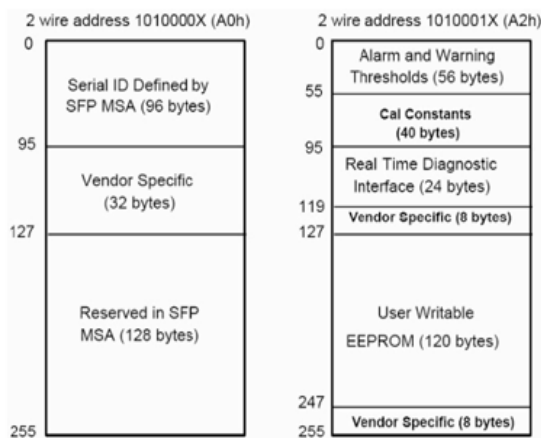 2 wire address 1010000X (A0h)
0
Serial ID Defined by
SFP MSA (96 bytes)
95
Vendor Specific
(32 bytes)
127
Reserved in SFP
MSA (128 bytes)
255
2 wire address 1010001X (A2h)
0
Alarm and Warning
Thresholds (56 bytes)
55
Cal Constants
(40 bytes)
95
Real Time Diagnostic
Interface (24 bytes)
119
Vendor Specific (8 bytes)
127
User Writable
EEPROM (120 bytes)
247
Vendor Specific (8 bytes)
255